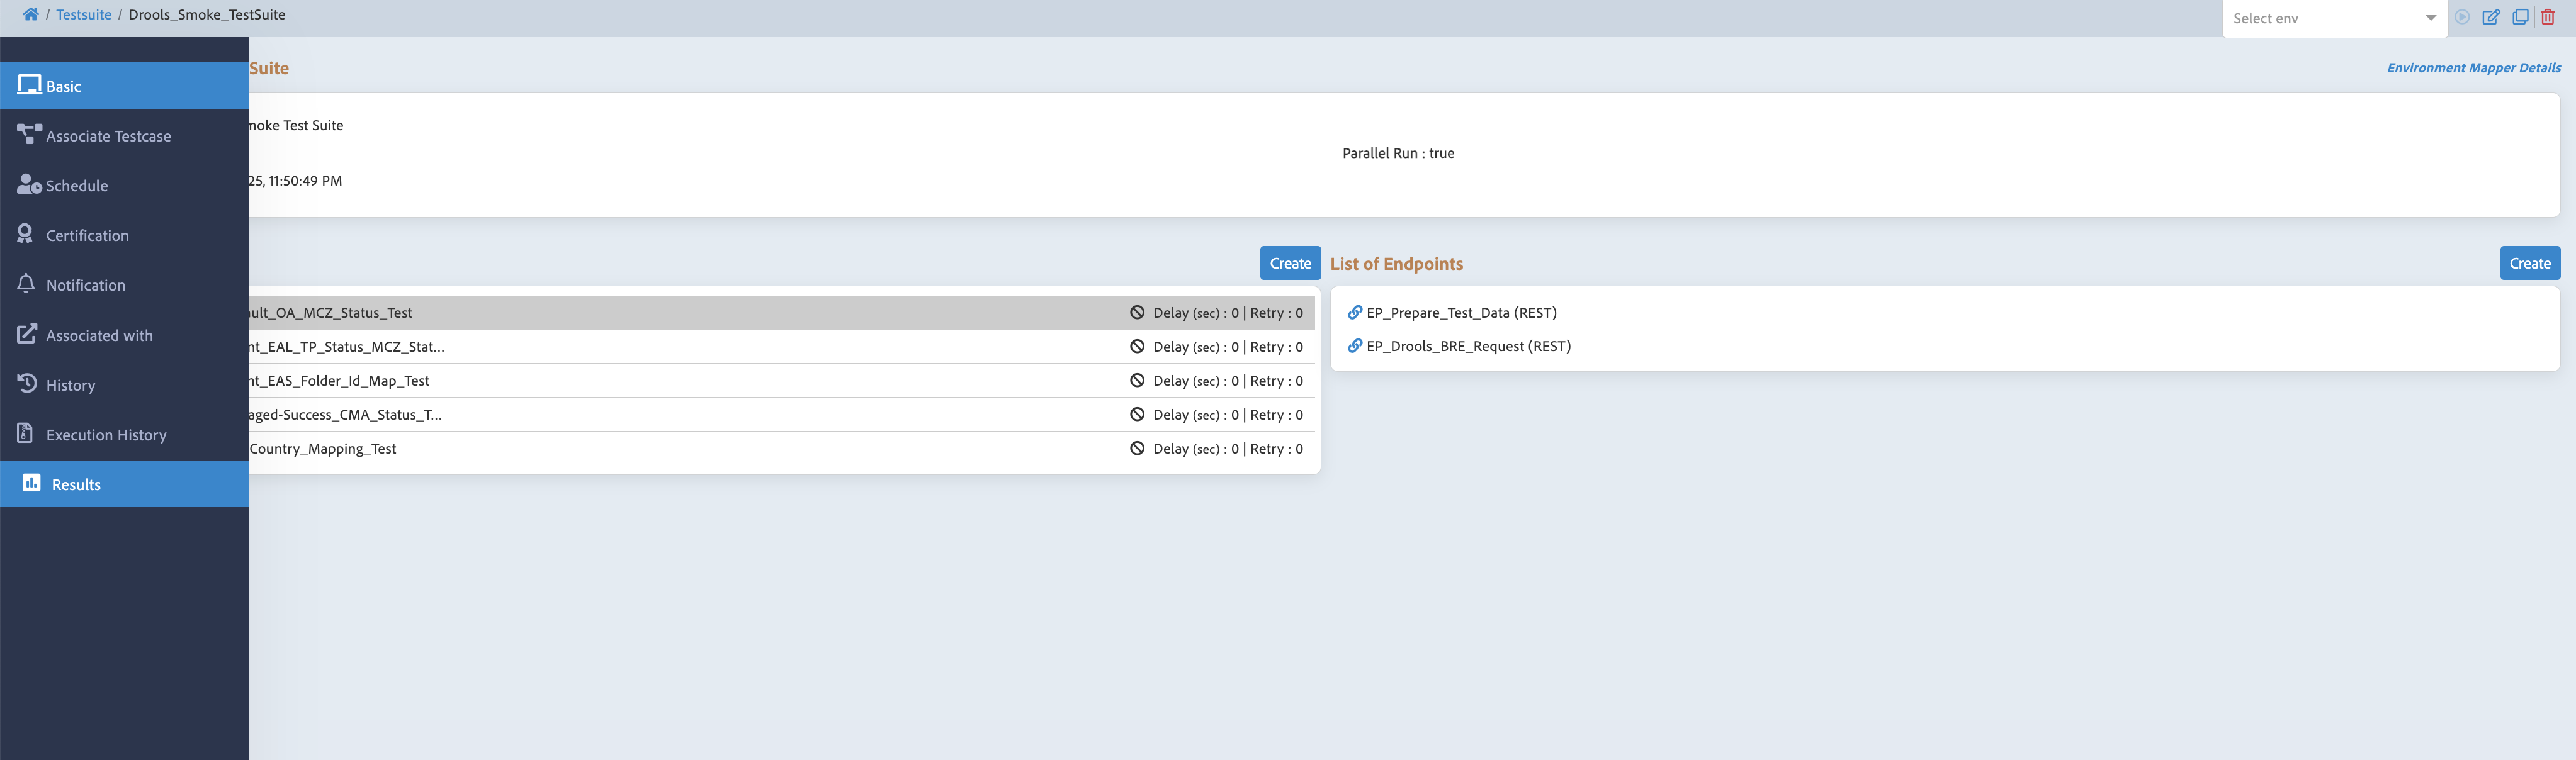 / Testsuite / Drools_Smoke_TestSuite
Select env
Basic
Associate Testcase
Schedule
Certification
Notification
Associated with
History
Execution History
Results
Suite
Environment Mapper Details
moke Test Suite
Parallel Run : true
25, 11:50:49 PM
Create
ault_OA_MCZ_Status_Test Delay (sec) : 0 | Retry : 0
nt_EAL_TP_Status_MCZ_Stat... Delay (sec) : 0 | Retry : 0
nt_EAS_Folder_Id_Map_Test Delay (sec) : 0 | Retry : 0
aged-Success_CMA_Status_T... Delay (sec) : 0 | Retry : 0
Country_Mapping_Test Delay (sec) : 0 | Retry : 0
List of Endpoints
Create
EP_Prepare_Test_Data (REST)
EP_Drools_BRE_Request (REST)